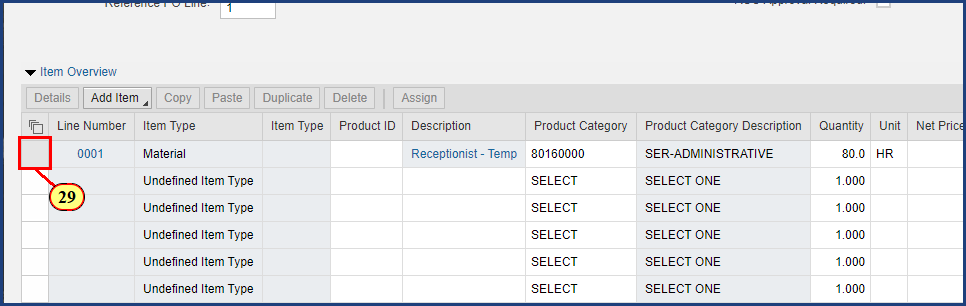 Reference PO Line: 1
Item Overview
Details Add Item Copy Paste Duplicate Delete Assign
Line Number Item Type Item Type Product ID Description Product Category Product Category Description Quantity Unit Net Price
0001 Material Receptionist - Temp 80160000 SER-ADMINISTRATIVE 80.0 HR
Undefined Item Type SELECT SELECT ONE 1.000
29
Undefined Item Type SELECT SELECT ONE 1.000
Undefined Item Type SELECT SELECT ONE 1.000
Undefined Item Type SELECT SELECT ONE 1.000
Undefined Item Type SELECT SELECT ONE 1.000